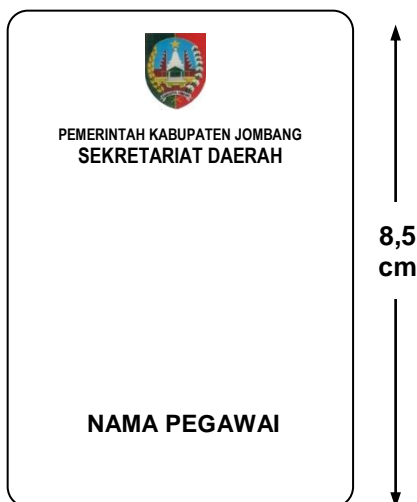 PEMERINTAH KABUPATEN JOMBANG
SEKRETARIAT DAERAH
8,5
cm
NAMA PEGAWAI